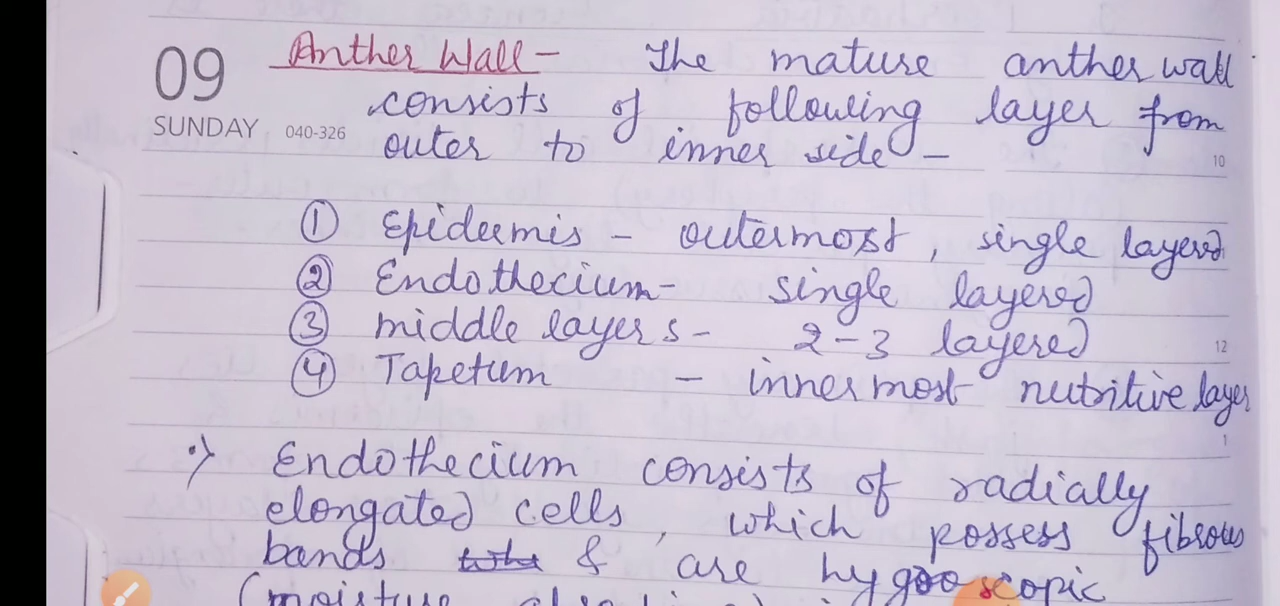 09
SUNDAY 040-326
Anther Wall - The mature anther wall
consists of following layer from
outer to inner side -
10
① Epidermis - outermost, single layered
② Endothecium - single layered
③ middle layers - 2-3 layered
12
④ Tapetum - innermost nutritive layer
1
Endothecium consists of radially
elongated cells, which possess fibrous
bands & are hygroscopic
(moisture